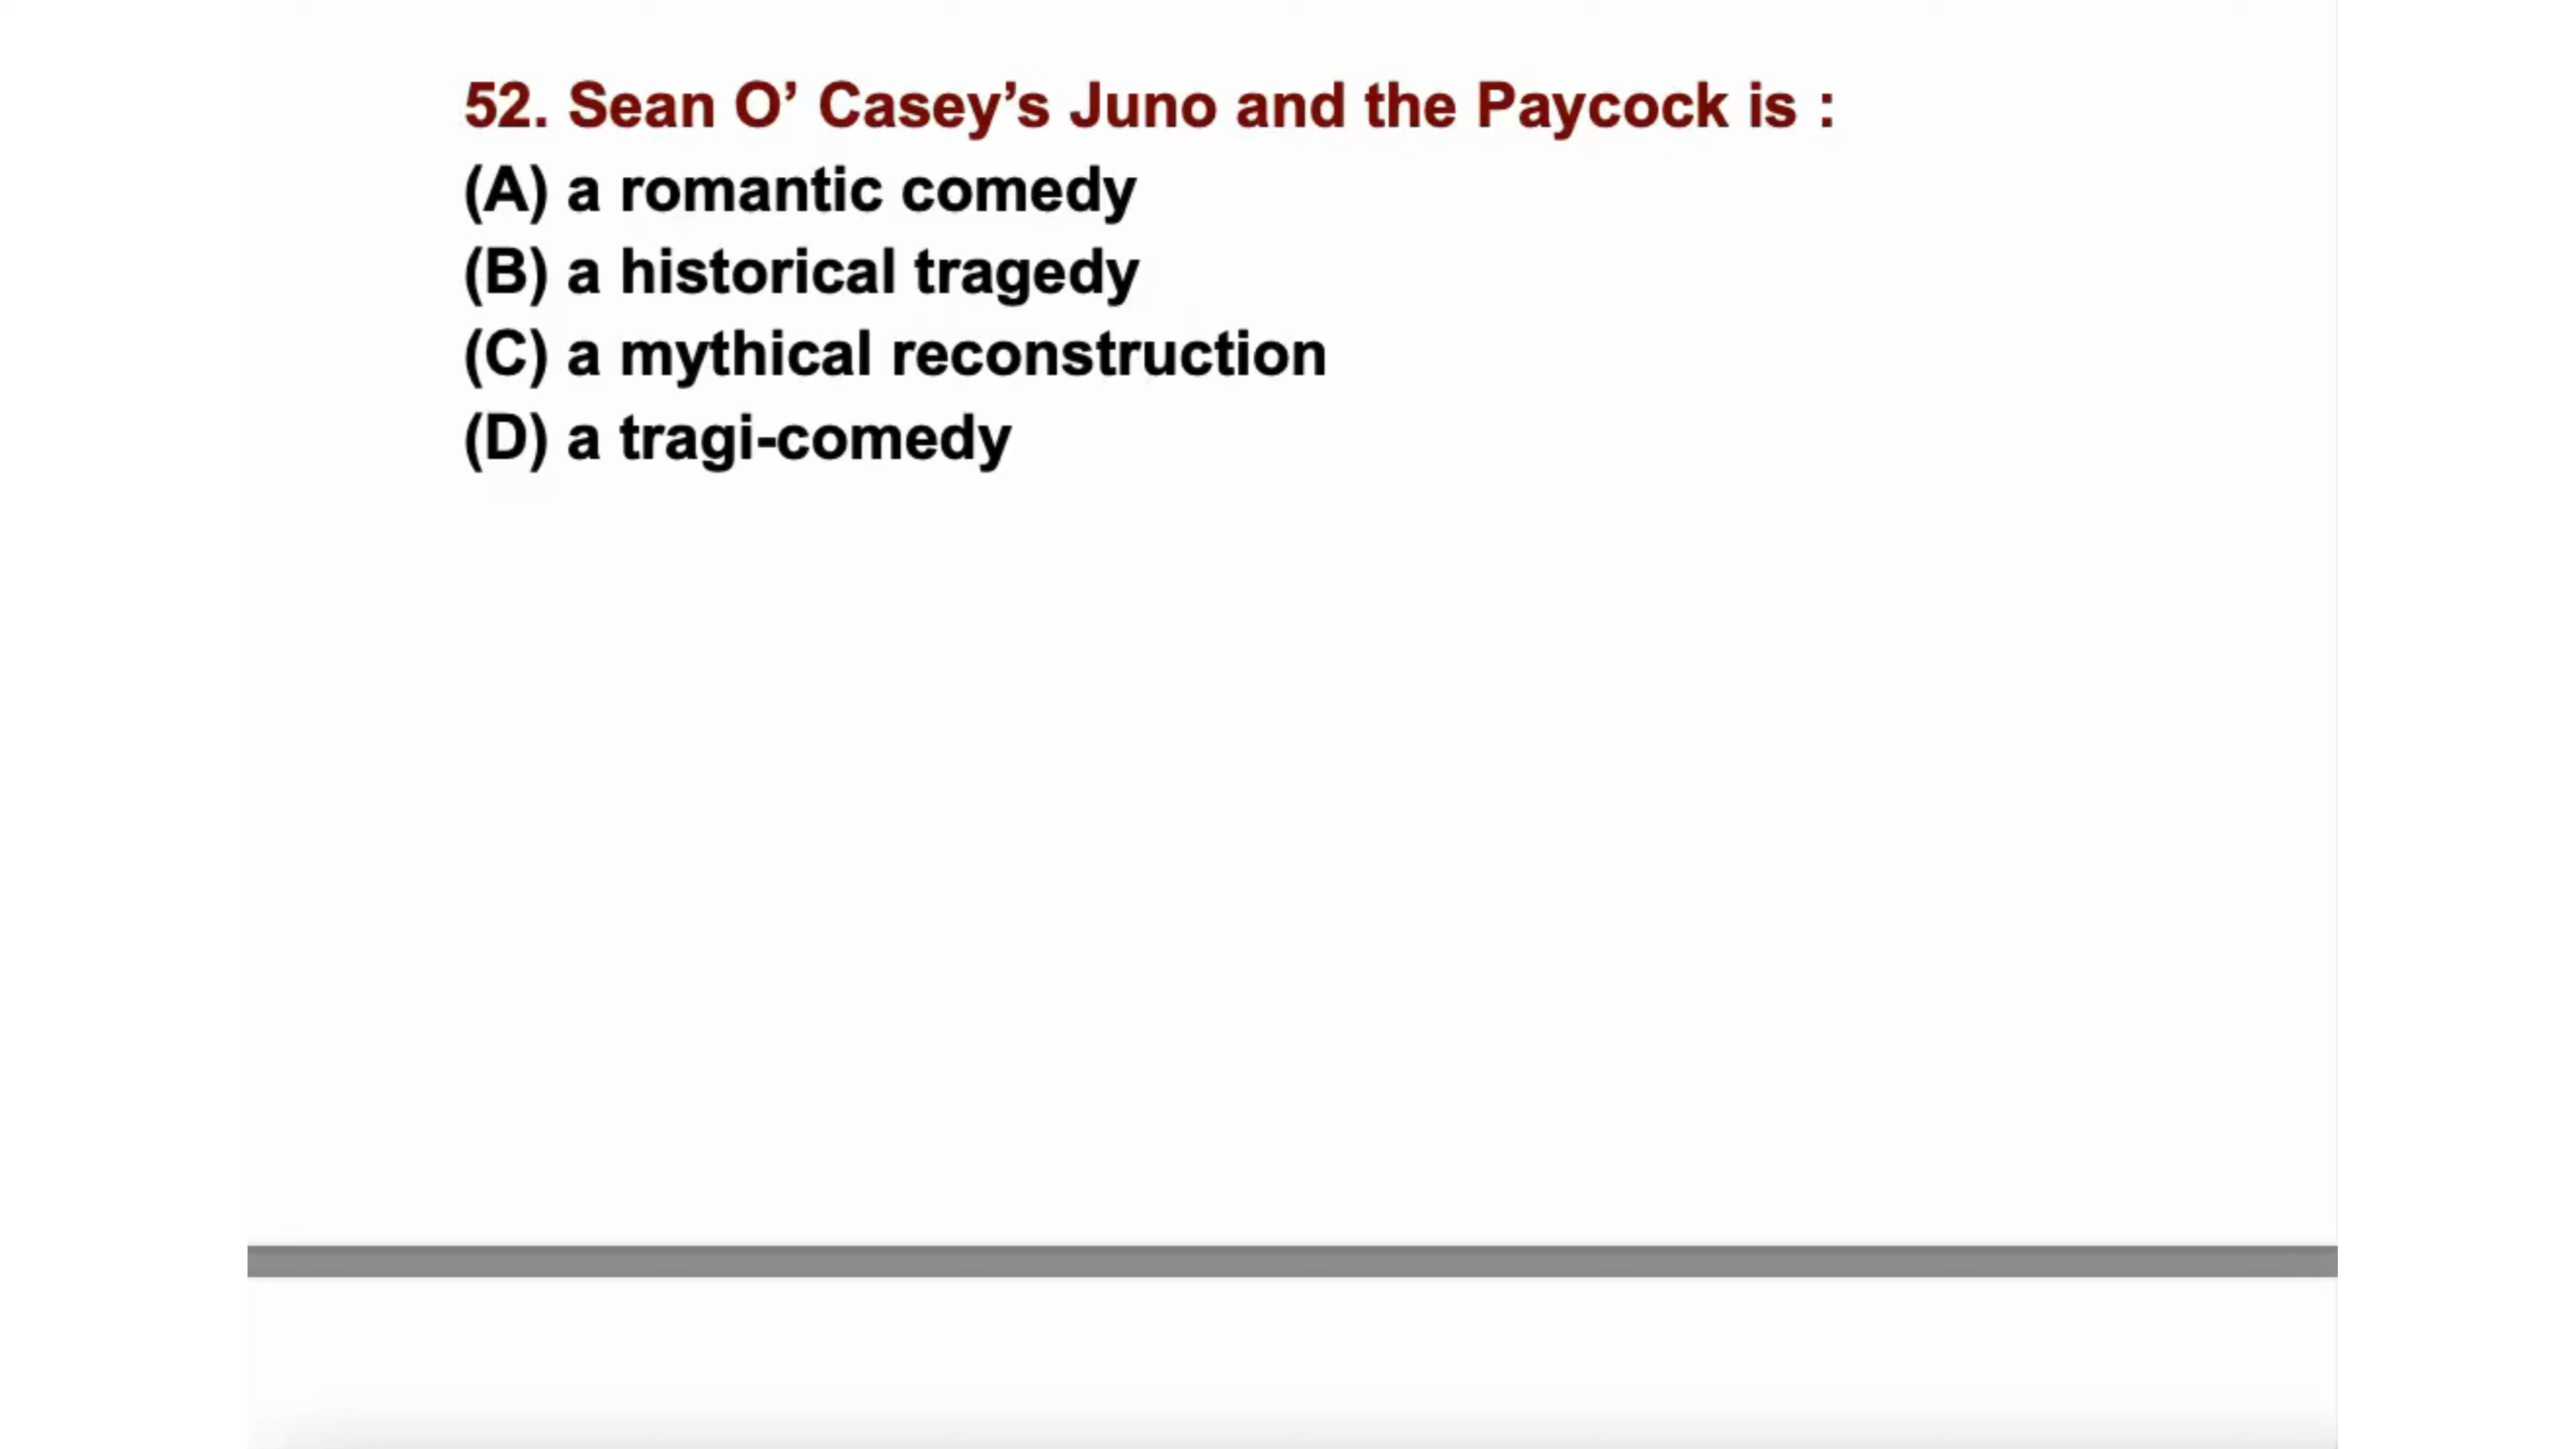 52. Sean O’ Casey’s Juno and the Paycock is :
(A) a romantic comedy
(B) a historical tragedy
(C) a mythical reconstruction
(D) a tragi-comedy